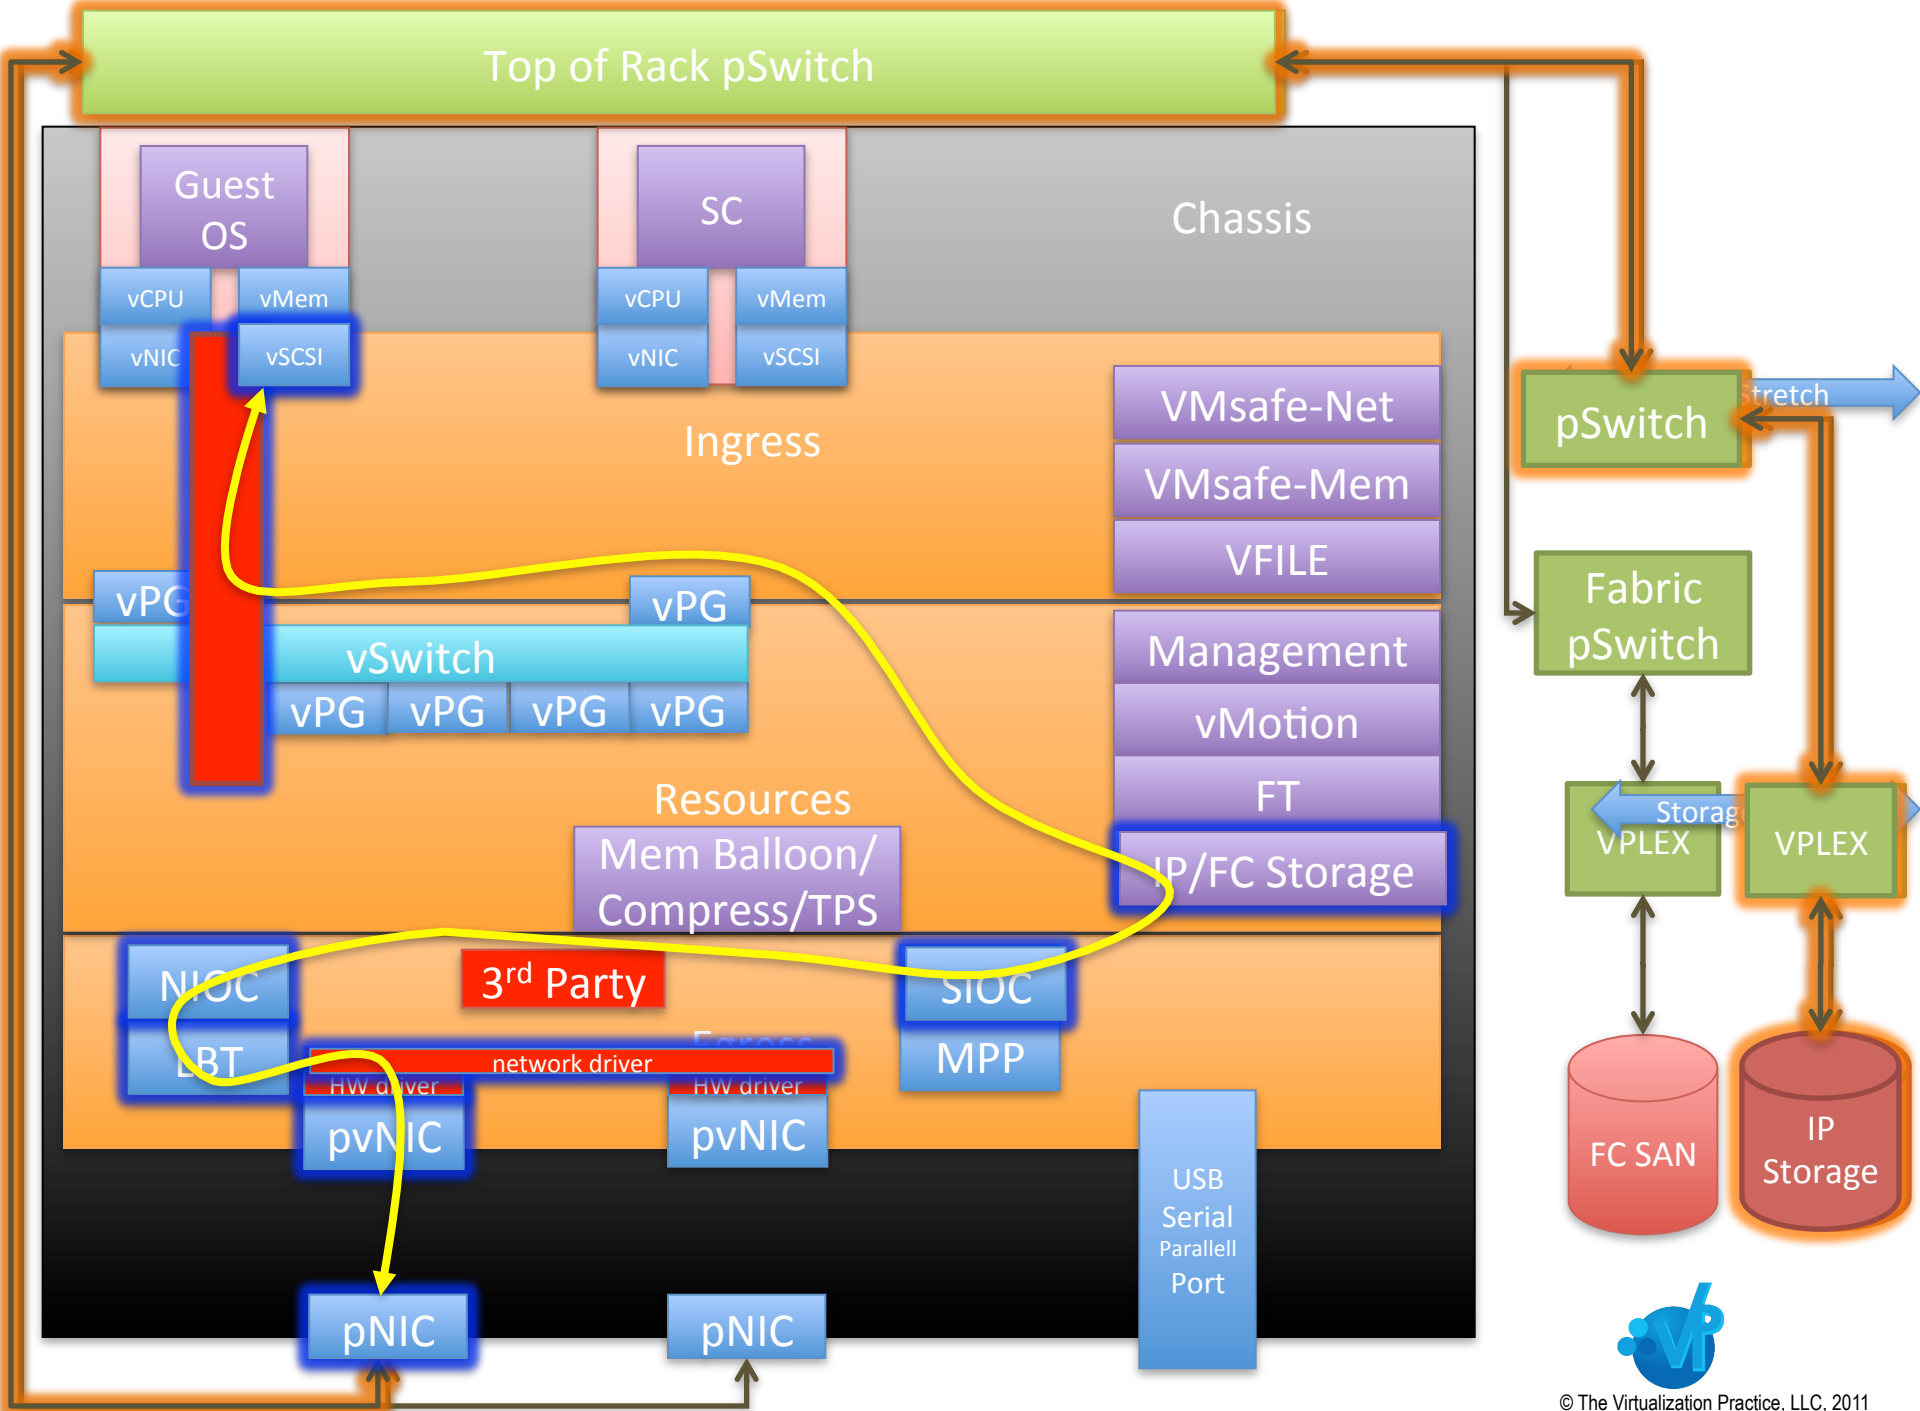 Top of Rack pSwitch
Guest
OS
SC
Chassis
vCPU
vMem
vNIC
vSCSI
vCPU
vMem
vNIC
vSCSI
Ingress
VMsafe-Net
VMsafe-Mem
VFILE
vPG
vPG
vSwitch
vPG
vPG
vPG
vPG
Resources
Management
vMotion
FT
IP/FC Storage
Mem Balloon/
Compress/TPS
NIOC
LBT
3rd Party
SIOC
MPP
Egress
network driver
HW driver
HW driver
pvNIC
pvNIC
USB
Serial
Parallell
Port
pNIC
pNIC
pSwitch
Stretch
Fabric
pSwitch
Storage
VPLEX
VPLEX
FC SAN
IP
Storage
VP
© The Virtualization Practice, LLC, 2011